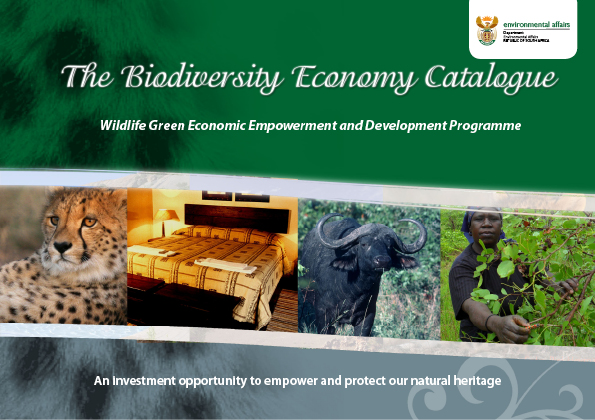 environmental affairs
Department:
Environmental Affairs
REPUBLIC OF SOUTH AFRICA
The Biodiversity Economy Catalogue
Wildlife Green Economic Empowerment and Development Programme
An investment opportunity to empower and protect our natural heritage